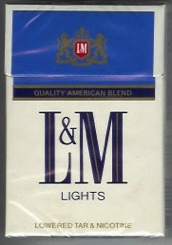 LM
QUALITY AMERICAN BLEND
L&M
LIGHTS
LOWERED TAR & NICOTINE